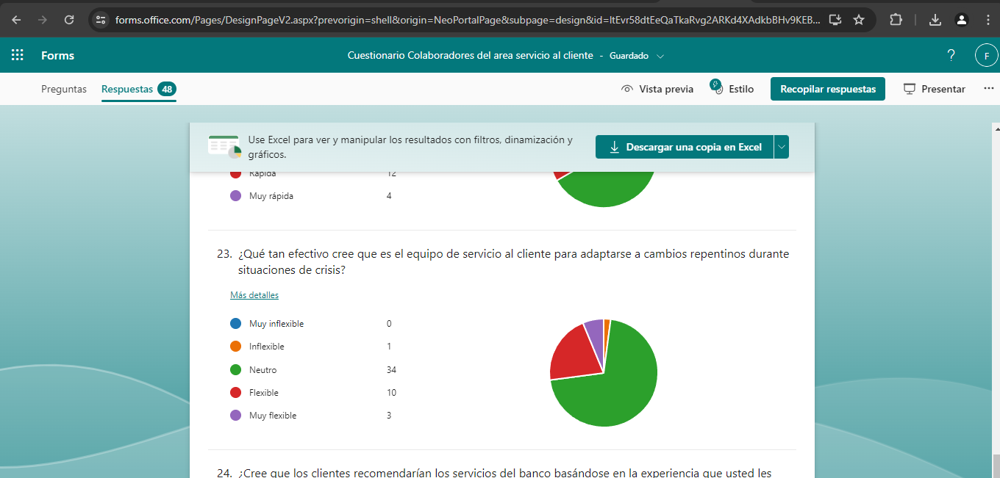 forms.office.com/Pages/DesignPageV2.aspx?prevorigin=shell&origin=NeoPortalPage&subpage=design&id=ItEvr58dtEeQaTkaRvg2ARKd4XAdkbBHv9KEB...
Forms
Cuestionario Colaboradores del area servicio al cliente - Guardado
?
F
Preguntas
Respuestas 48
Vista previa
Estilo
Recopilar respuestas
Presentar
Use Excel para ver y manipular los resultados con filtros, dinamización y
gráficos.
Descargar una copia en Excel
Rápida 12
Muy rápida 4
23. ¿Qué tan efectivo cree que es el equipo de servicio al cliente para adaptarse a cambios repentinos durante
situaciones de crisis?
Más detalles
Muy inflexible 0
Inflexible 1
Neutro 34
Flexible 10
Muy flexible 3
24. ¿Cree que los clientes recomendarían los servicios del banco basándose en la experiencia que usted les